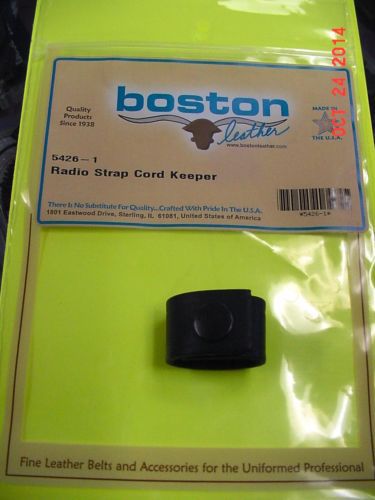 OCT 24 2014
boston
leather
Quality
Products
Since 1938
MADE IN
THE U.S.A.
www.bostonleather.com
5426-1
Radio Strap Cord Keeper
*5426-1*
There Is No Substitute For Quality...Crafted With Pride In The U.S.A.
1801 Eastwood Drive, Sterling, IL 61081, United States of America
Fine Leather Belts and Accessories for the Uniformed Professional